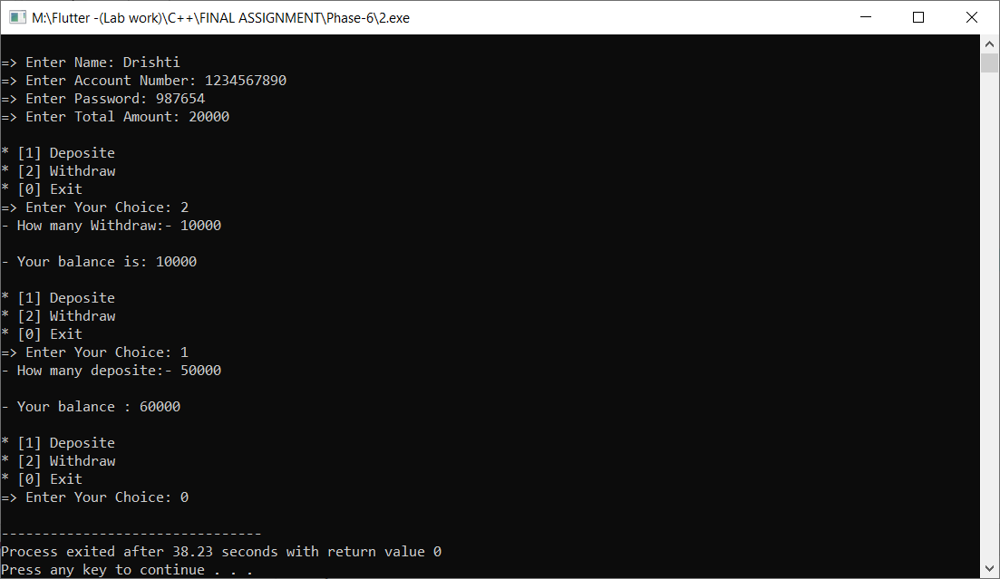 M:\Flutter -(Lab work)\C++\FINAL ASSIGNMENT\Phase-6\2.exe
=> Enter Name: Drishti
=> Enter Account Number: 1234567890
=> Enter Password: 987654
=> Enter Total Amount: 20000
* [1] Deposite
* [2] Withdraw
* [0] Exit
=> Enter Your Choice: 2
- How many Withdraw:- 10000
- Your balance is: 10000
* [1] Deposite
* [2] Withdraw
* [0] Exit
=> Enter Your Choice: 1
- How many deposite:- 50000
- Your balance : 60000
* [1] Deposite
* [2] Withdraw
* [0] Exit
=> Enter Your Choice: 0
--------------------------------
Process exited after 38.23 seconds with return value 0
Press any key to continue . . .